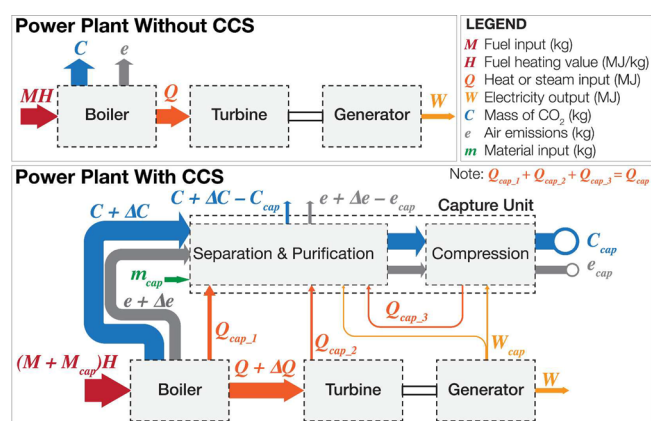 Power Plant Without CCS
C
e
MH
Boiler
Q
Turbine
Generator
W
LEGEND
M Fuel input (kg)
H Fuel heating value (MJ/kg)
Q Heat or steam input (MJ)
W Electricity output (MJ)
C Mass of CO2 (kg)
e Air emissions (kg)
m Material input (kg)
Power Plant With CCS
Note: Qcap_1 + Qcap_2 + Qcap_3 = Qcap
C + ΔC
C + ΔC − Ccap
e + Δe − ecap
Capture Unit
Separation & Purification
Compression
Ccap
ecap
mcap
e + Δe
Qcap_1
Qcap_2
Qcap_3
Wcap
(M + Mcap)H
Boiler
Q + ΔQ
Turbine
Generator
W